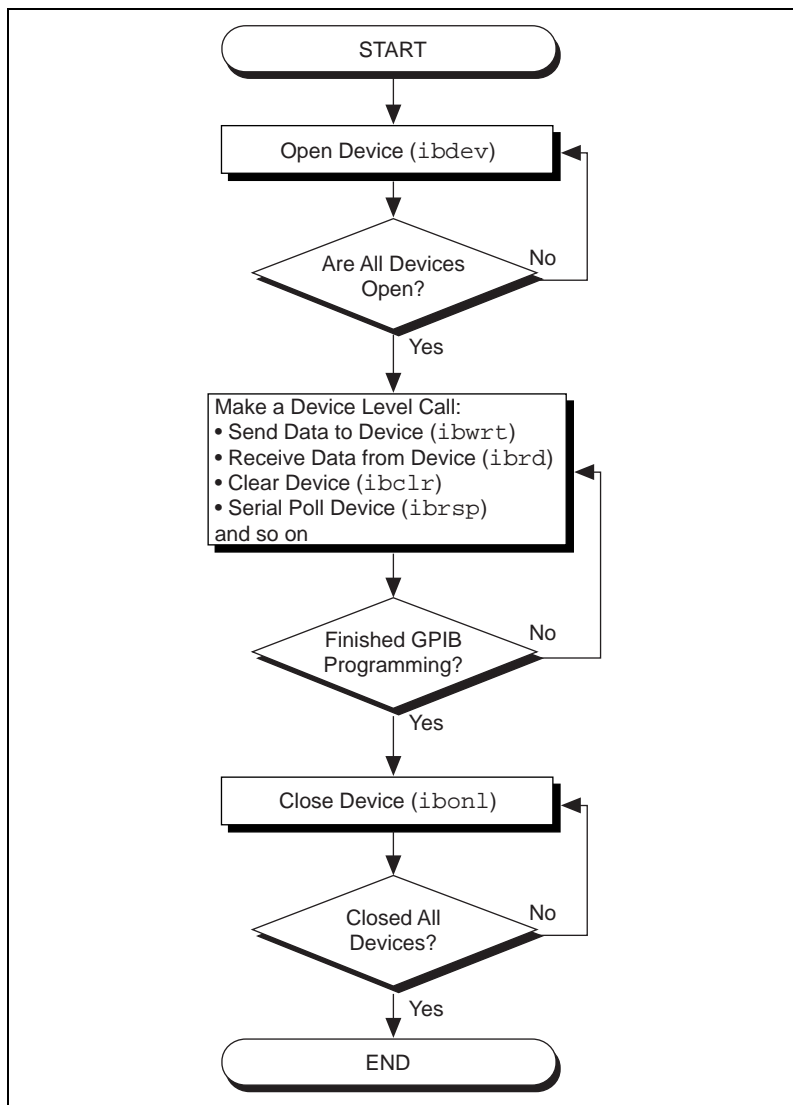 START
Open Device (ibdev)
Are All Devices
Open?
No
Yes
Make a Device Level Call:
• Send Data to Device (ibwrt)
• Receive Data from Device (ibrd)
• Clear Device (ibclr)
• Serial Poll Device (ibrsp)
and so on
Finished GPIB
Programming?
No
Yes
Close Device (ibonl)
Closed All
Devices?
No
Yes
END